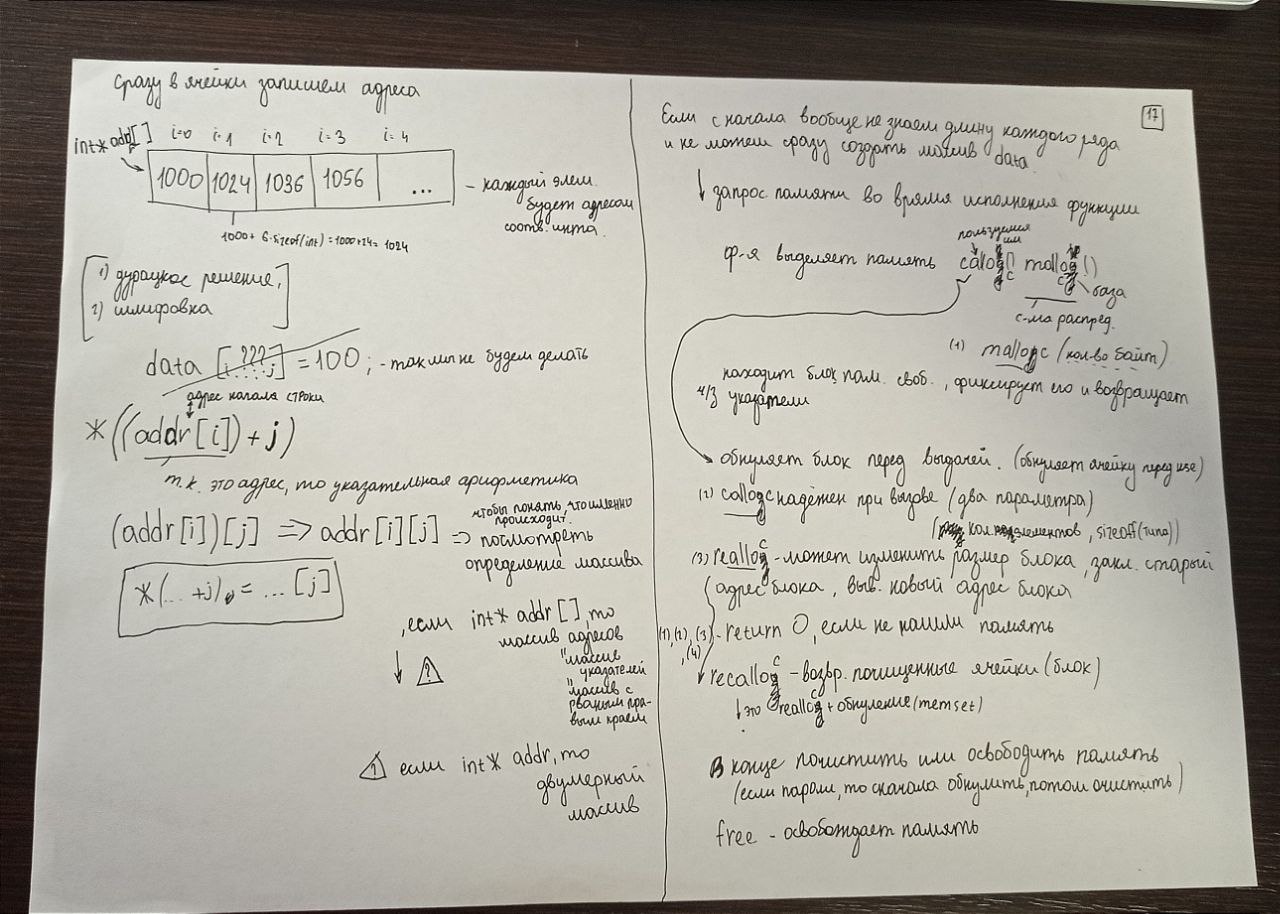 Сразу в ячейки запишем адреса
int* addr[]
i=0 i=1 i=2 i=3 i=4
1000 1024 1036 1056 ...
- каждый элем.
будет адресом
соотв. инта.
1000+ 6·sizeof(int) = 1000+24= 1024
1) дурацкое решение,
2) шлифовка
data [ ??? ] = 100 ; - так мы не будем делать
адрес начала строки
*((addr[i])+j)
т.к. это адрес, то указательная арифметика
(addr[i])[j] => addr[i][j] =>
чтобы понять, что именно
происходит.
посмотреть
определение массива
*(... +j) = ... [j]
, если int* addr[], то
массив адресов
"массив
указателей
"массив с
рваным пра-
вым краем
?
! если int* addr, то
двумерный
массив
17
Если с начала вообще не знаем длину каждого ряда
и не можем сразу создать массив data.
↓ запрос памяти во врямя исполнения функции
пользуемся
им
ф-я выделяет память calloc() malloc()
база
с-ма распред.
(1) malloc (кол-во байт)
находит блок пам. своб., фиксирует его и возвращает
указатели
обнуляет блок перед выдачей. (обнуляет ячейку перед use)
(2) calloc надёжен при вызове (два параметра)
(кол. элементов, sizeoff(типа))
(3) realloc - может изменить размер блока, закл. старый
адрес блока, выв. новый адрес блока
(1),(2),(3),(4) - return 0, если не нашли память
recalloc - возвр. почищенные ячейки (блок)
↓ это realloc + обнуление (memset)
В конце почистить или освободить память
(если пароли, то сначала обнулить, потом очистить)
free - освобождает память